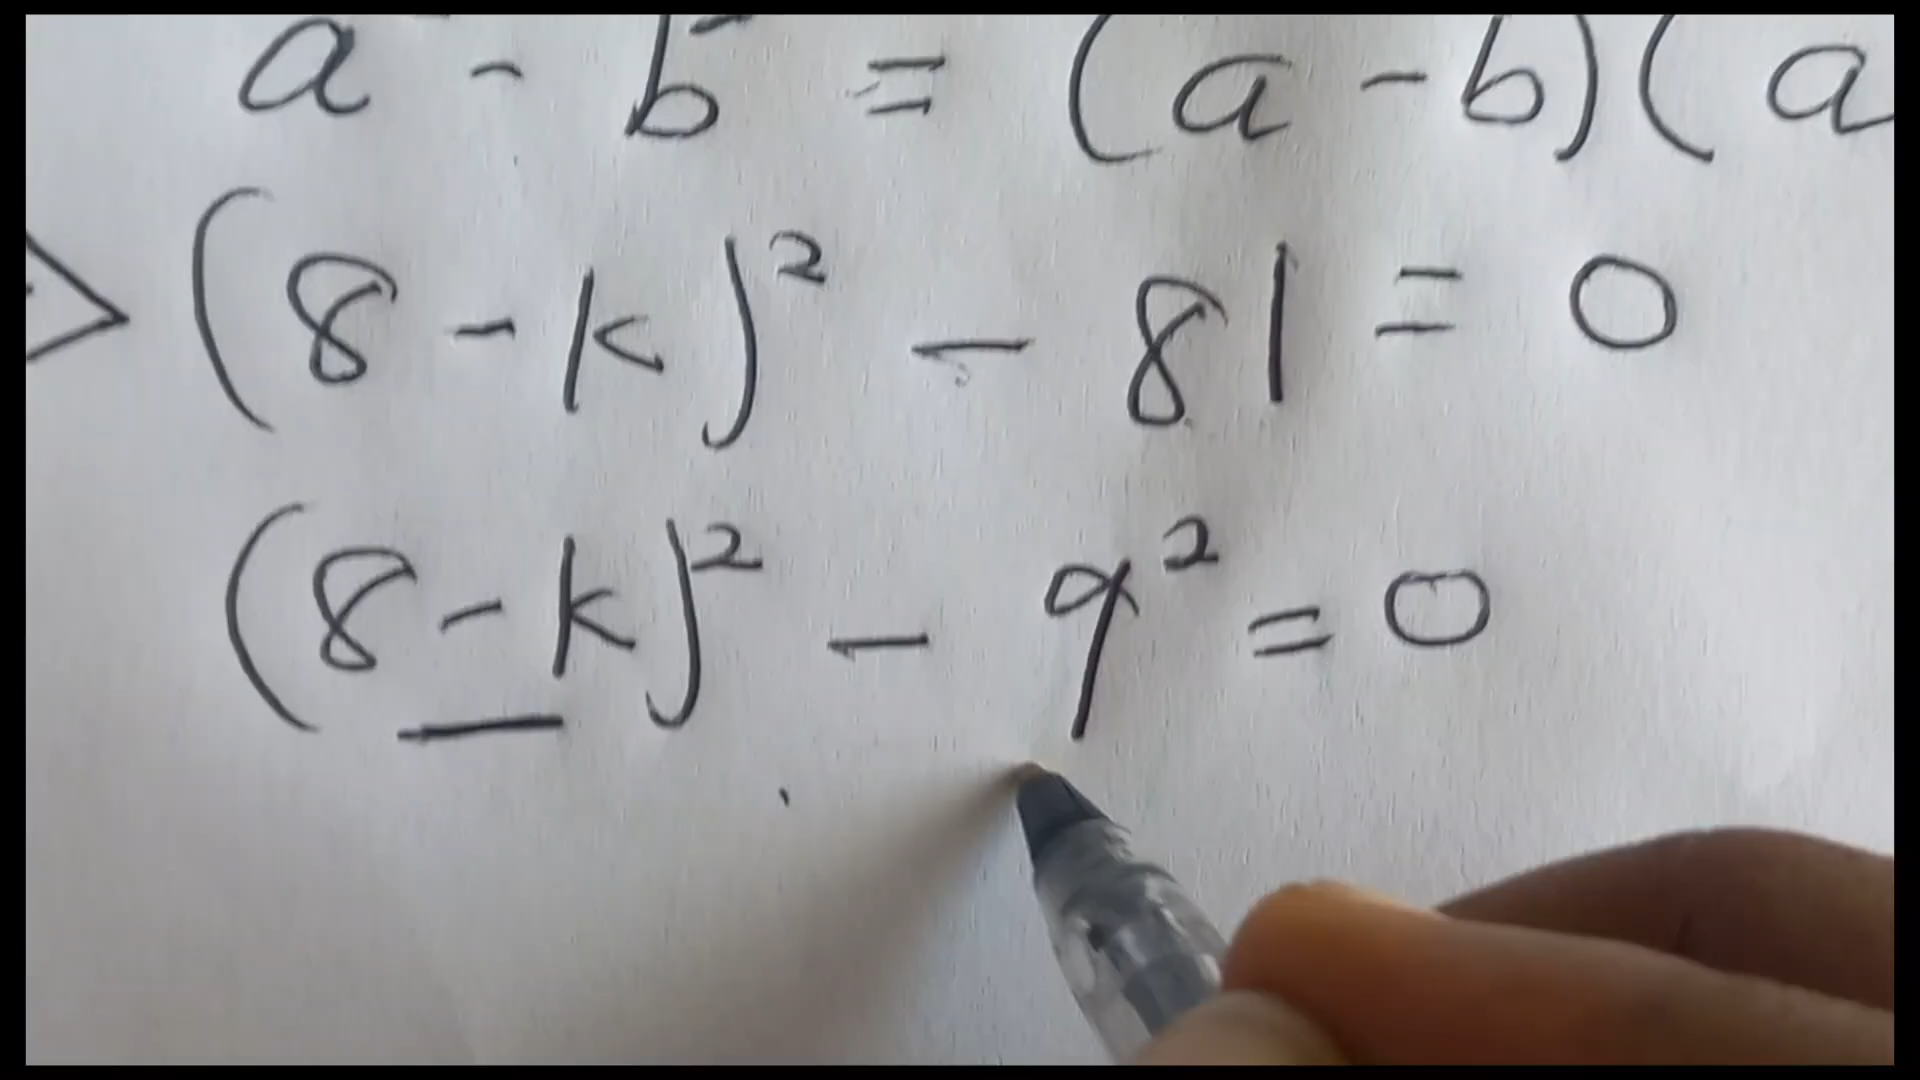 a - b = (a - b)(a
(8 - k)² - 81 = 0
(8 - k)² - 9² = 0